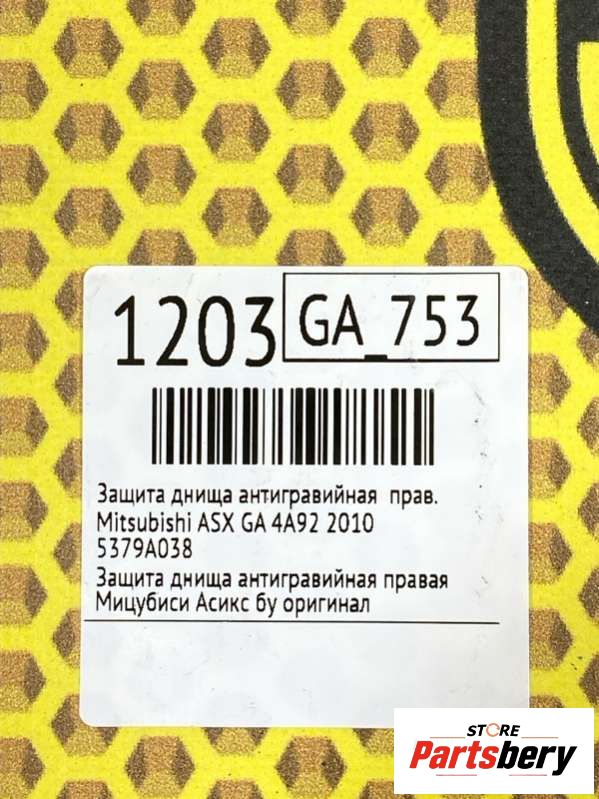 1203 GA_753
Защита днища антигравийная прав.
Mitsubishi ASX GA 4A92 2010
5379A038
Защита днища антигравийная правая
Мицубиси Асикс бу оригинал
STORE
Partsbery